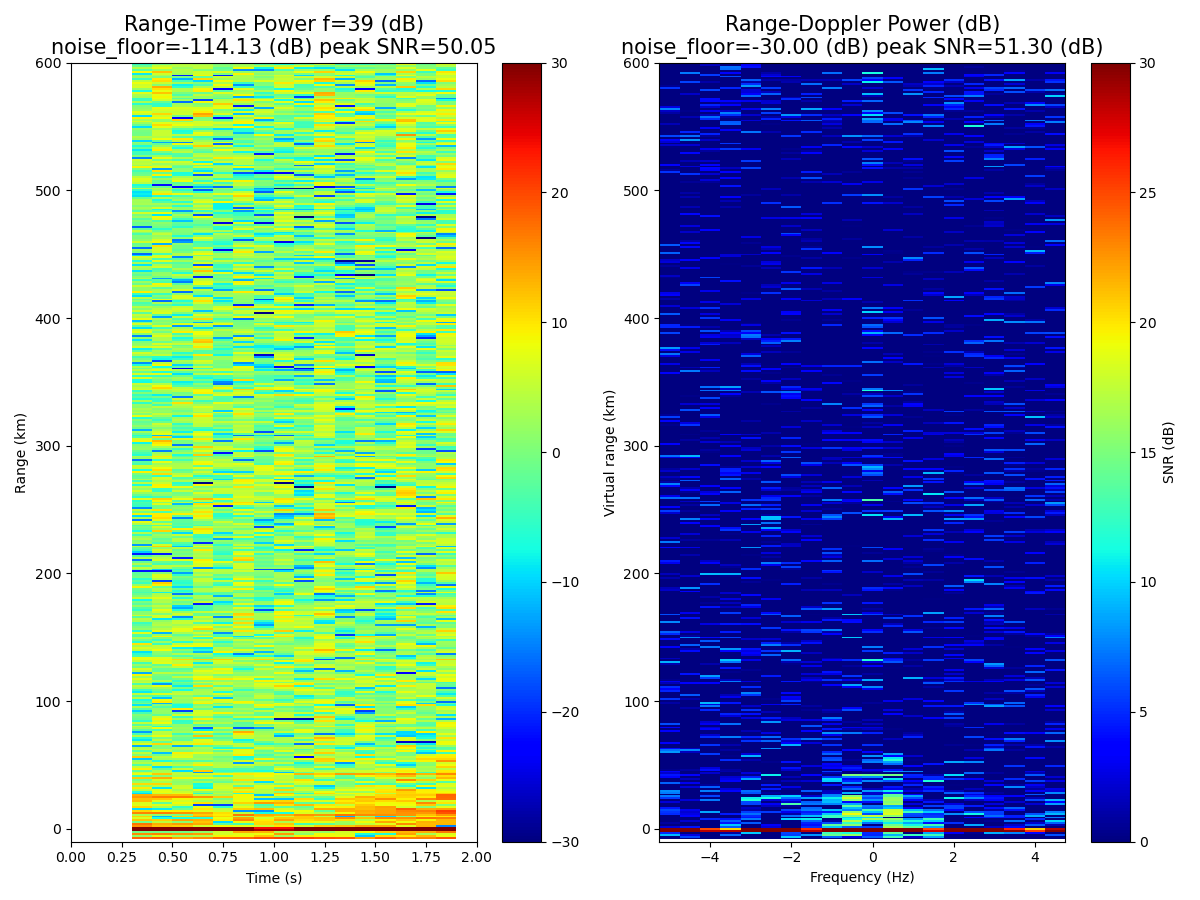 Range-Time Power f=39 (dB)
noise_floor=-114.13 (dB) peak SNR=50.05
Range (km)
600
500
400
300
200
100
0
0.00 0.25 0.50 0.75 1.00 1.25 1.50 1.75 2.00
Time (s)
30
20
10
0
−10
−20
−30
Range-Doppler Power (dB)
noise_floor=-30.00 (dB) peak SNR=51.30 (dB)
Virtual range (km)
600
500
400
300
200
100
0
−4 −2 0 2 4
Frequency (Hz)
30
25
20
15
10
5
0
SNR (dB)